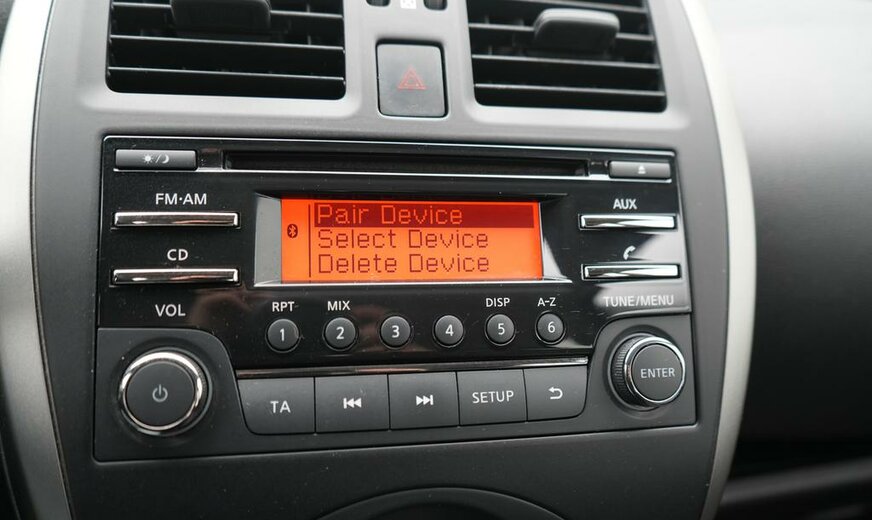 FM·AM
CD
VOL
Pair Device
Select Device
Delete Device
AUX
TUNE/MENU
RPT
MIX
DISP
A-Z
1
2
3
4
5
6
TA
SETUP
ENTER